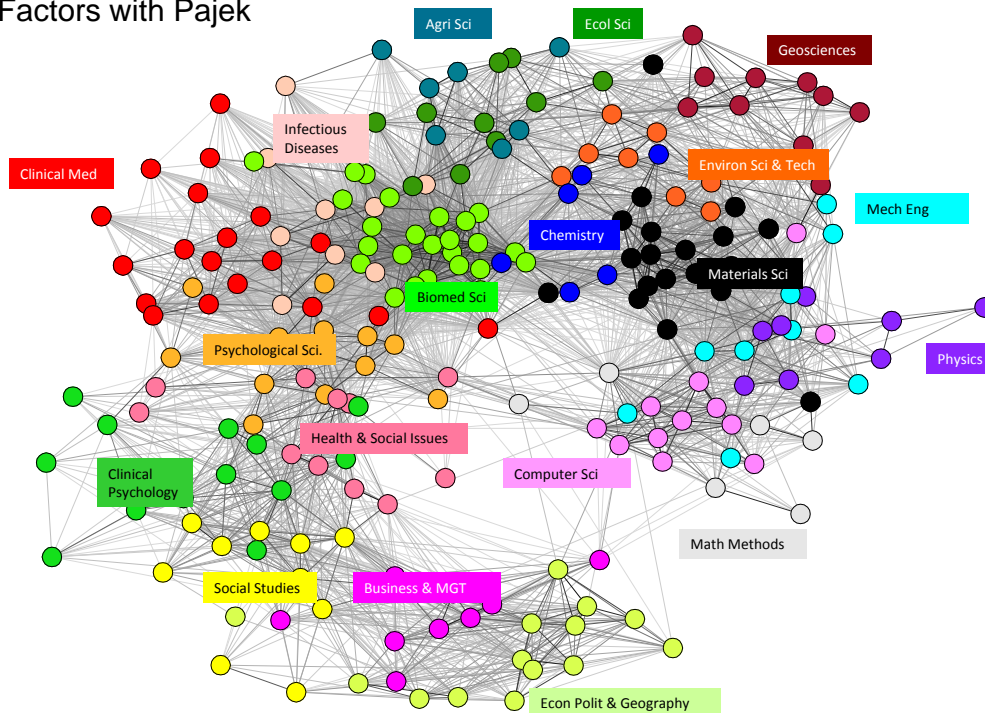 Factors with Pajek
Agri Sci
Ecol Sci
Geosciences
Infectious
Diseases
Clinical Med
Environ Sci & Tech
Mech Eng
Chemistry
Materials Sci
Biomed Sci
Psychological Sci.
Physics
Health & Social Issues
Clinical
Psychology
Computer Sci
Math Methods
Social Studies
Business & MGT
Econ Polit & Geography